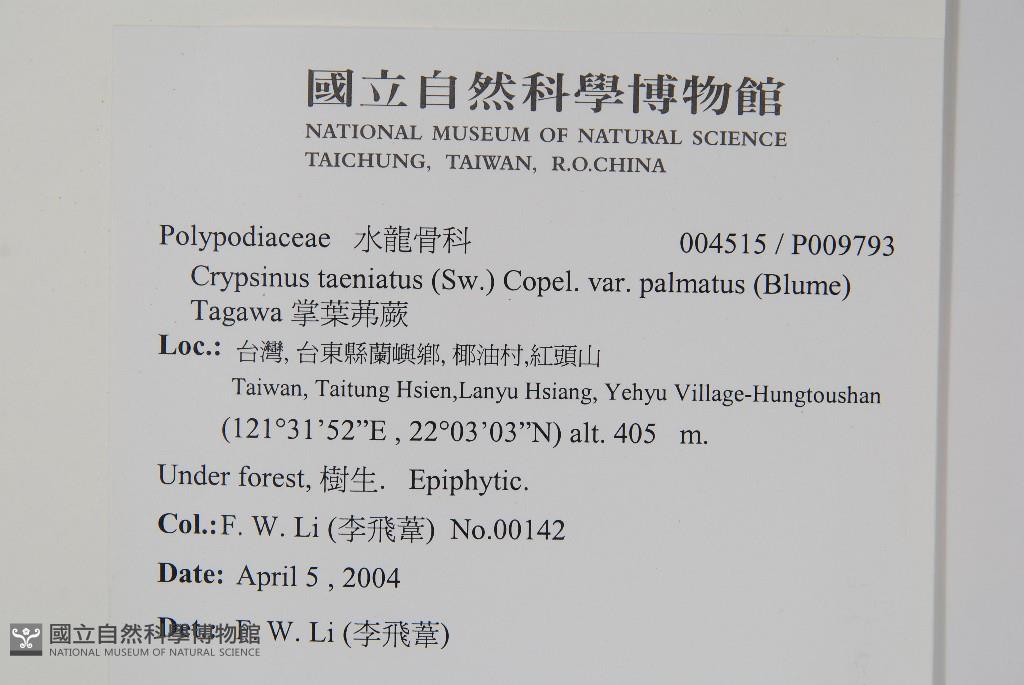 國立自然科學博物館
NATIONAL MUSEUM OF NATURAL SCIENCE
TAICHUNG, TAIWAN, R.O.CHINA
Polypodiaceae 水龍骨科 004515 / P009793
Crypsinus taeniatus (Sw.) Copel. var. palmatus (Blume)
Tagawa 掌葉茀蕨
Loc.: 台灣, 台東縣蘭嶼鄉, 椰油村,紅頭山
Taiwan, Taitung Hsien,Lanyu Hsiang, Yehyu Village-Hungtoushan
(121°31’52”E , 22°03’03”N) alt. 405 m.
Under forest, 樹生. Epiphytic.
Col.:F. W. Li (李飛葦) No.00142
Date: April 5 , 2004
Det.: F. W. Li (李飛葦)
國立自然科學博物館
NATIONAL MUSEUM OF NATURAL SCIENCE